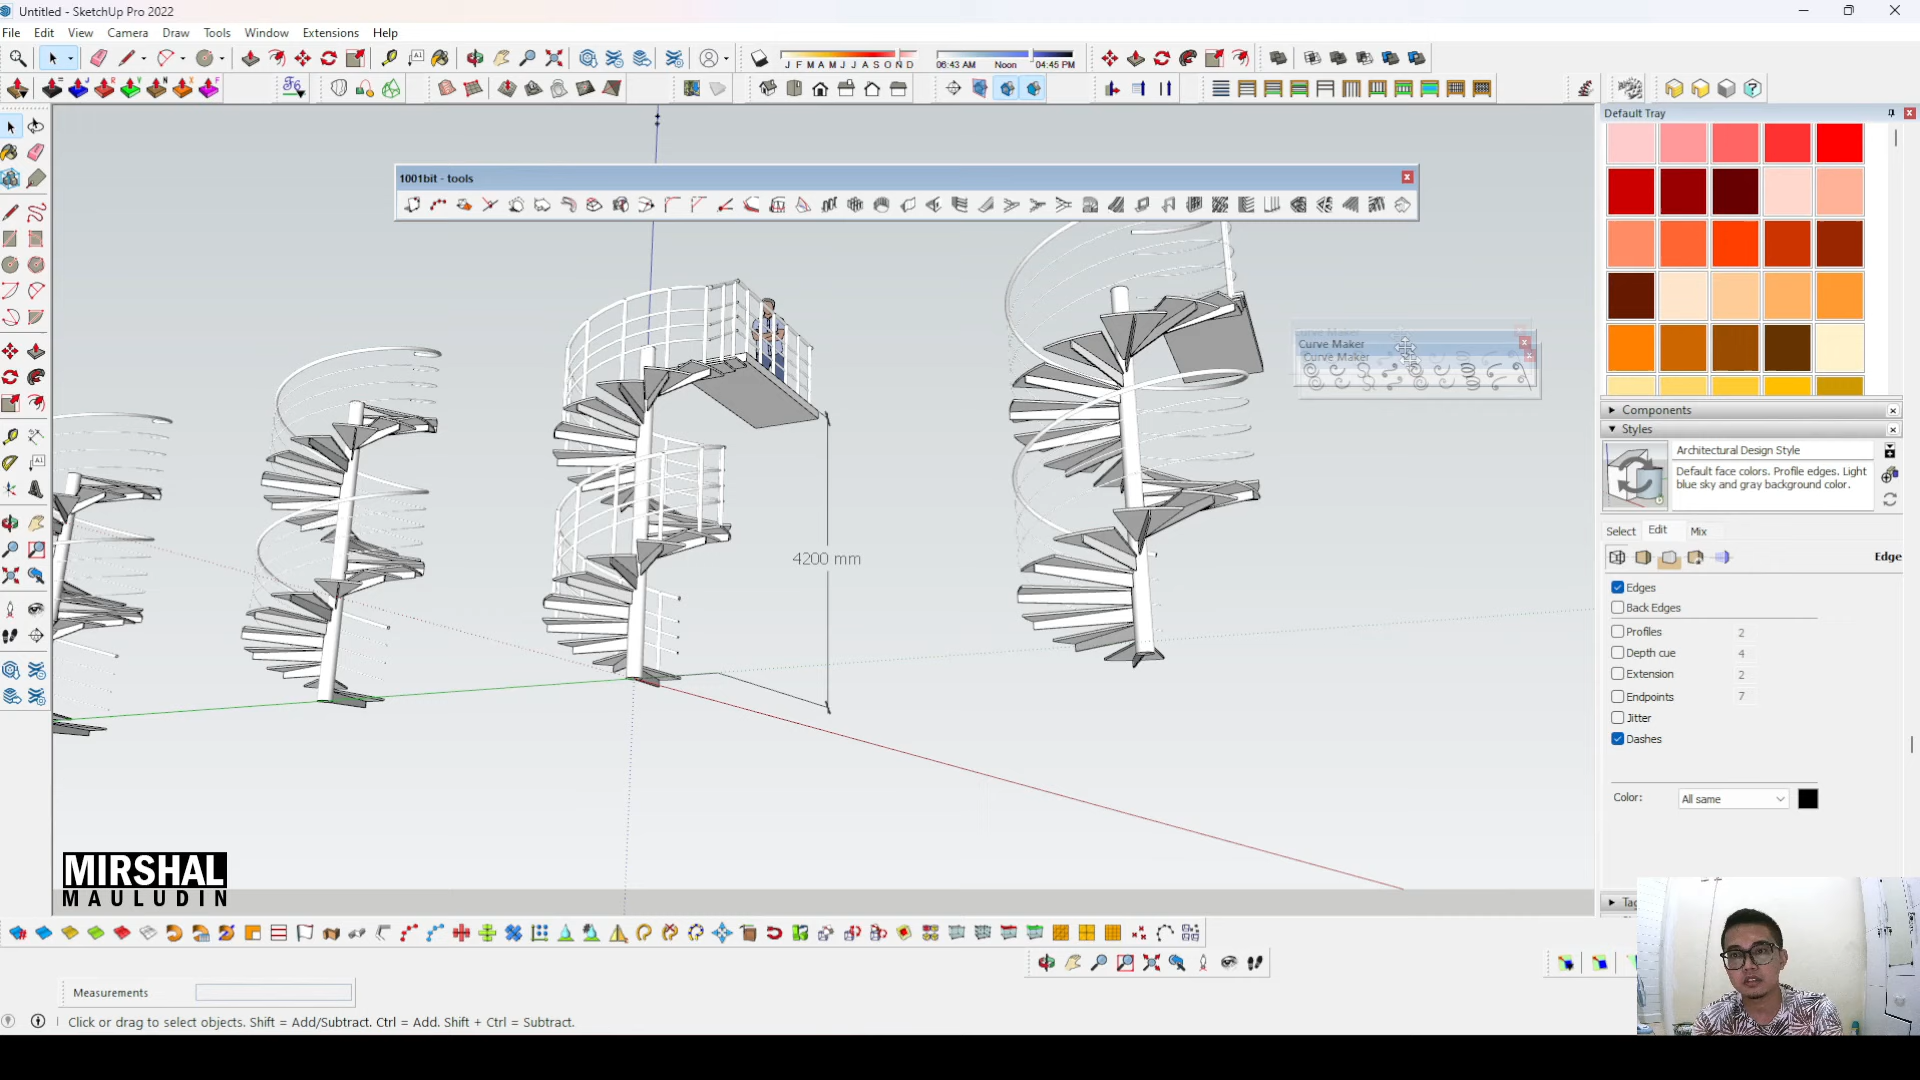 Untitled - SketchUp Pro 2022
File Edit View Camera Draw Tools Window Extensions Help
J F M A M J J A S O N D
06:43 AM Noon 04:45 PM
Default Tray
1001bit - tools
Curve Maker
Curve Maker
Curve Maker
Components
Styles
Architectural Design Style
Default face colors. Profile edges. Light
blue sky and gray background color.
Select Edit Mix
Edge
Edges
Back Edges
Profiles 2
Depth cue 4
Extension 2
Endpoints 7
Jitter
Dashes
Color: All same
4200 mm
MIRSHAL
MAULUDIN
Measurements
Click or drag to select objects. Shift = Add/Subtract. Ctrl = Add. Shift + Ctrl = Subtract.